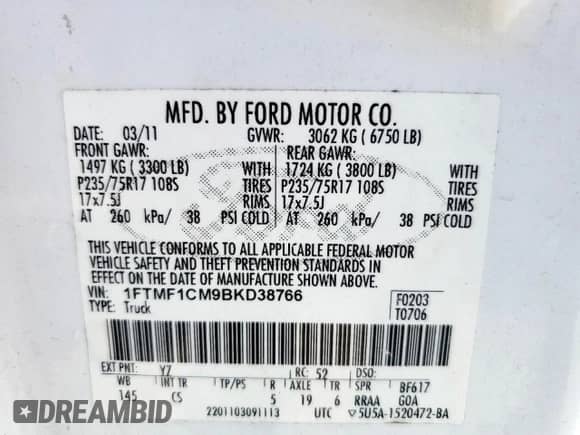 MFD. BY FORD MOTOR CO.
DATE: 03/11 GVWR: 3062 KG ( 6750 LB)
FRONT GAWR: REAR GAWR:
1497 KG ( 3300 LB) WITH 1724 KG ( 3800 LB) WITH
P235/75R17 108S TIRES P235/75R17 108S TIRES
17x7.5J RIMS 17x7.5J RIMS
AT 260 kPa/ 38 PSI COLD AT 260 kPa/ 38 PSI COLD
THIS VEHICLE CONFORMS TO ALL APPLICABLE FEDERAL MOTOR
VEHICLE SAFETY AND THEFT PREVENTION STANDARDS IN
EFFECT ON THE DATE OF MANUFACTURE SHOWN ABOVE.
VIN: 1FTMF1CM9BKD38766
TYPE: Truck
F0203
T0706
EXT PNT: YZ RC: 52 DSO:
WB INT TR TP/PS R AXLE TR SPR BF617
145 CS 5 19 6 RRAA GOA
2201103091113 UTC ▽5U5A-1520472-BA
DREAMBID